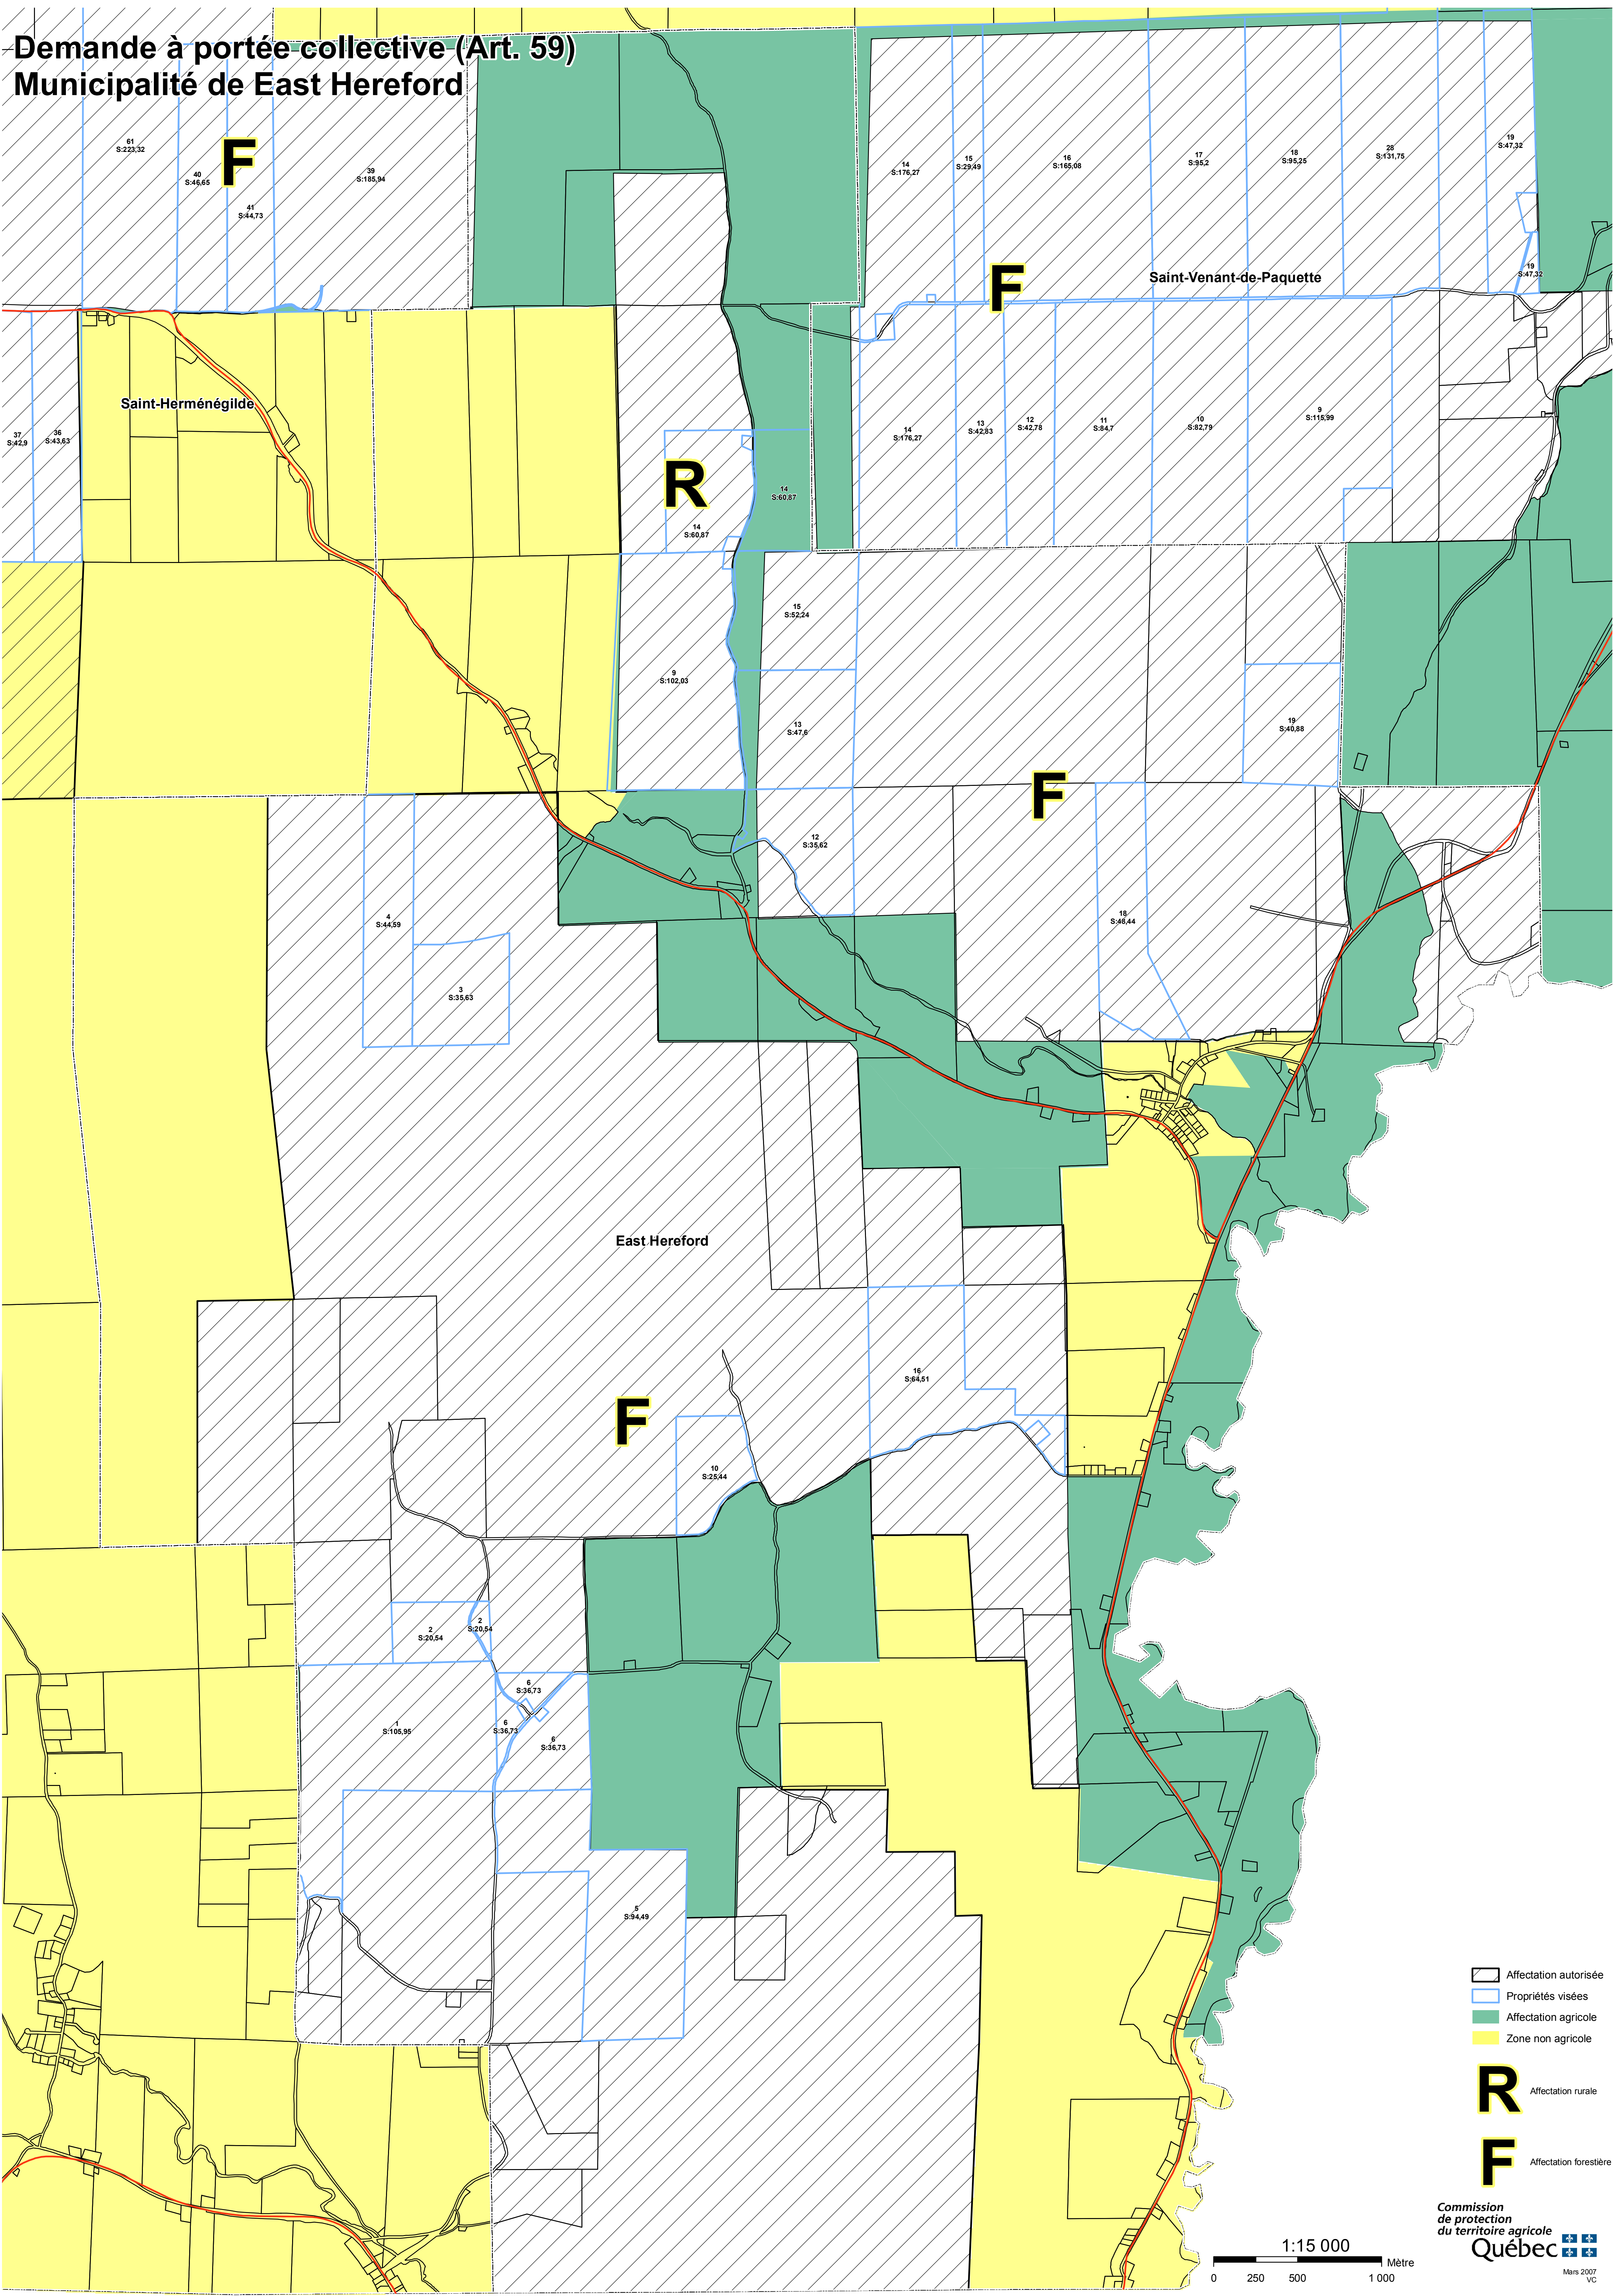 Demande à portée collective (Art. 59)
Municipalité de East Hereford
61
S:223,32
40
S:46,65
F
41
S:44,73
39
S:185,94
14
S:176,27
15
S:29,49
16
S:165,08
17
S:95,2
18
S:95,25
28
S:131,75
19
S:47,32
F
Saint-Venant-de-Paquette
19
S:47,32
Saint-Herménégilde
37
S:42,9
36
S:43,63
R
14
S:60,87
14
S:60,87
14
S:176,27
13
S:42,83
12
S:42,78
11
S:84,7
10
S:82,79
9
S:115,99
15
S:52,24
9
S:102,03
13
S:47,6
19
S:40,88
F
12
S:35,62
4
S:44,59
3
S:35,63
18
S:48,44
East Hereford
16
S:64,51
F
10
S:25,44
2
S:20,54
2
S:20,54
6
S:36,73
1
S:105,95
6
S:36,73
6
S:36,73
5
S:94,49
Affectation autorisée
Propriétés visées
Affectation agricole
Zone non agricole
R
Affectation rurale
F
Affectation forestière
Commission
de protection
du territoire agricole
Québec
1:15 000
Mètre
0 250 500 1 000
Mars 2007
VC